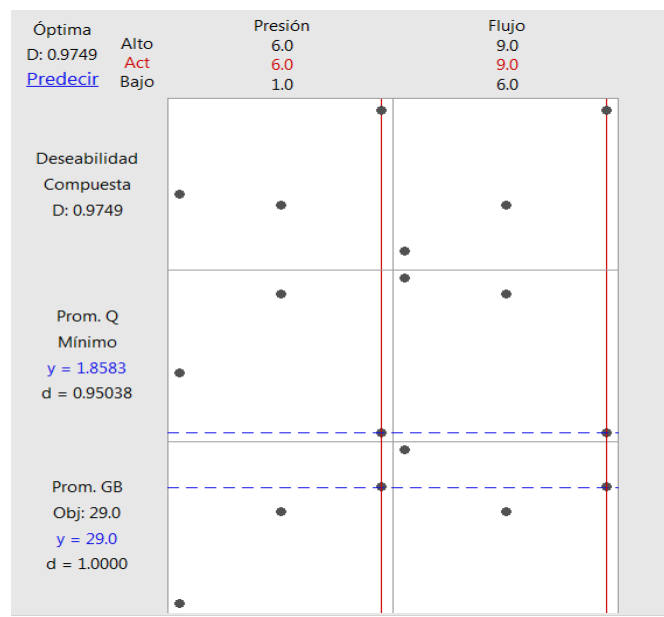 Óptima
D: 0.9749
Predecir
Alto
Act
Bajo
Presión
6.0
6.0
1.0
Flujo
9.0
9.0
6.0
Deseabilidad
Compuesta
D: 0.9749
Prom. Q
Mínimo
y = 1.8583
d = 0.95038
Prom. GB
Obj: 29.0
y = 29.0
d = 1.0000